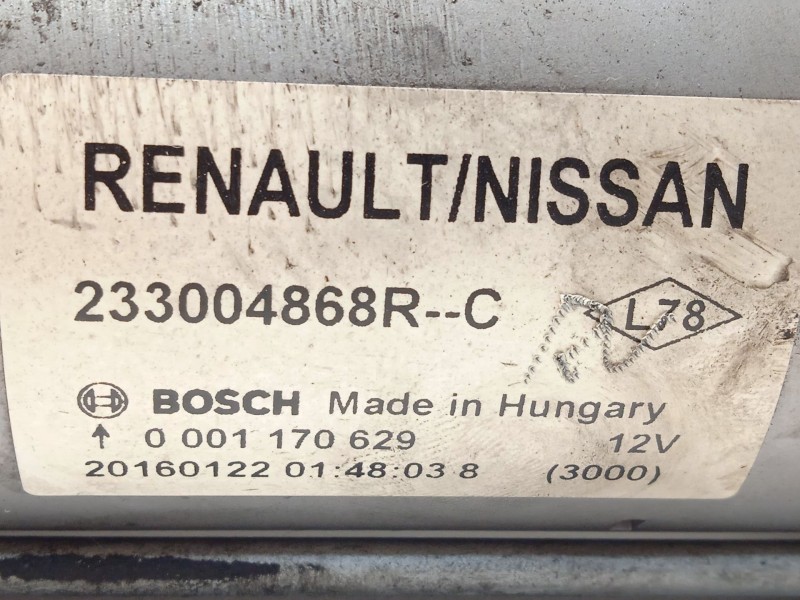 RENAULT/NISSAN
233004868R--C L78
BOSCH Made in Hungary
↑ 0 001 170 629 12V
20160122 01:48:03 8 (3000)